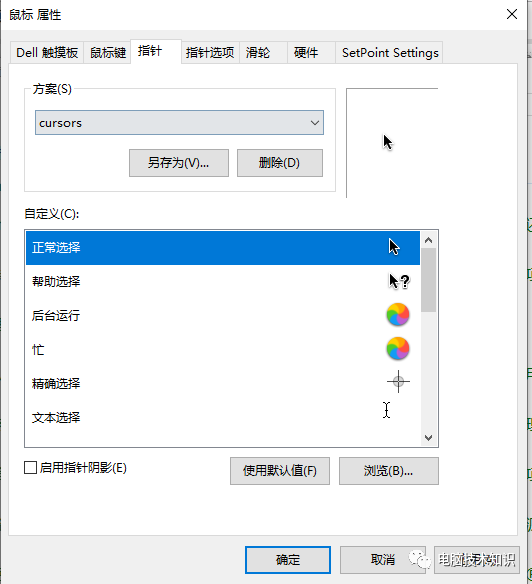 鼠标 属性
Dell 触摸板 鼠标键 指针 指针选项 滑轮 硬件 SetPoint Settings
方案(S)
cursors
另存为(V)... 删除(D)
自定义(C):
正常选择
帮助选择
后台运行
忙
精确选择
文本选择
启用指针阴影(E)
使用默认值(F) 浏览(B)...
确定 取消
电脑技术知识